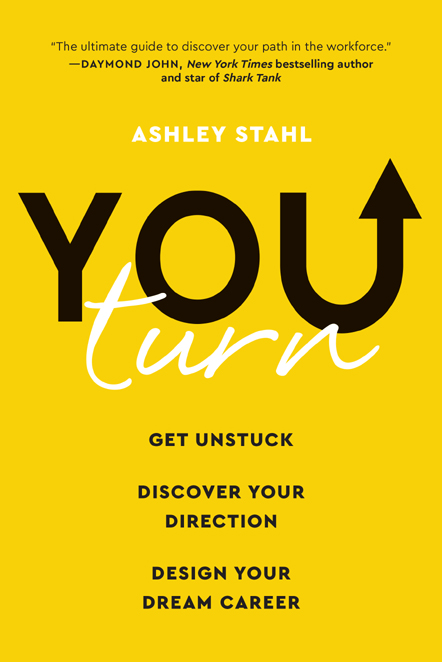 "The ultimate guide to discover your path in the workforce."
—DAYMOND JOHN, New York Times bestselling author
and star of Shark Tank
ASHLEY STAHL
YOU
turn
GET UNSTUCK
DISCOVER YOUR
DIRECTION
DESIGN YOUR
DREAM CAREER